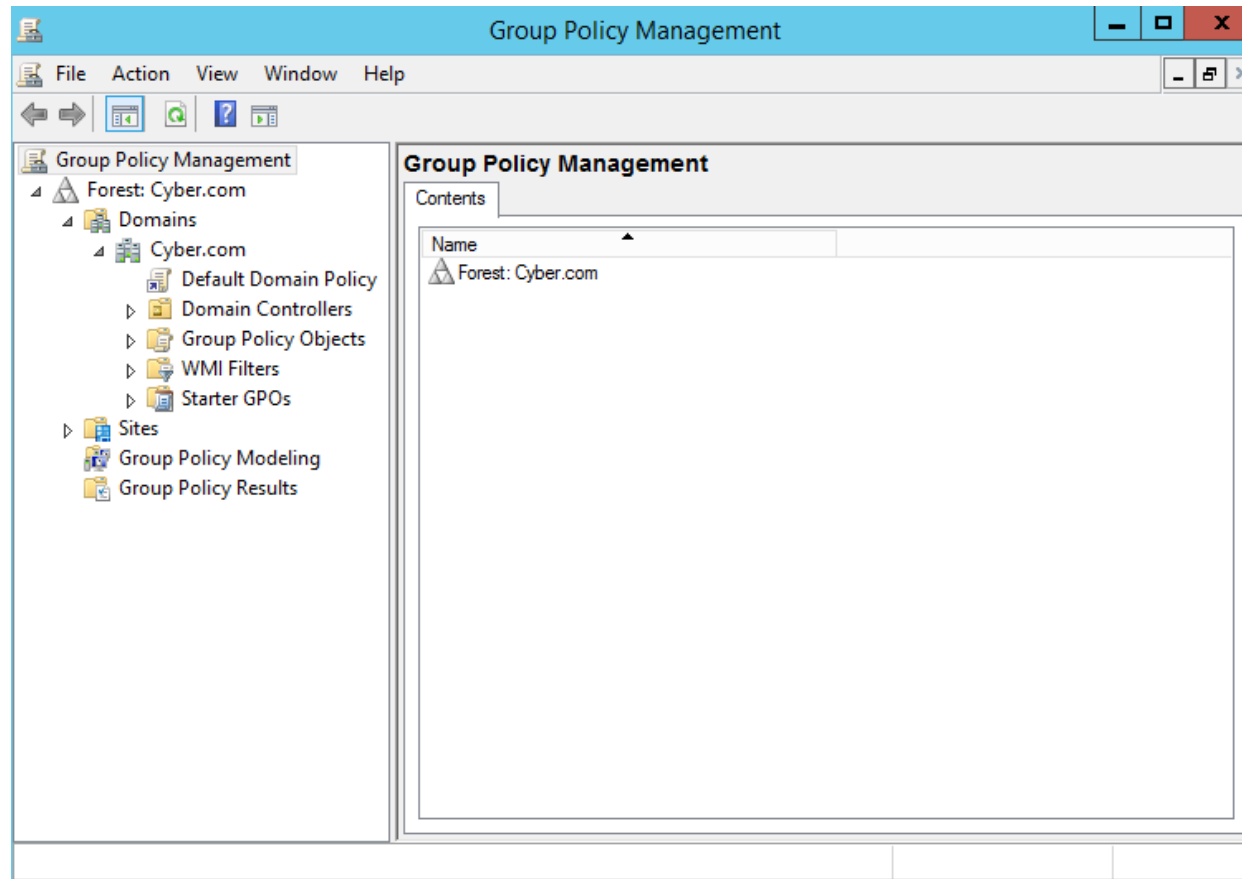 Group Policy Management
File Action View Window Help
Group Policy Management
Forest: Cyber.com
Domains
Cyber.com
Default Domain Policy
Domain Controllers
Group Policy Objects
WMI Filters
Starter GPOs
Sites
Group Policy Modeling
Group Policy Results
Group Policy Management
Contents
Name
Forest: Cyber.com